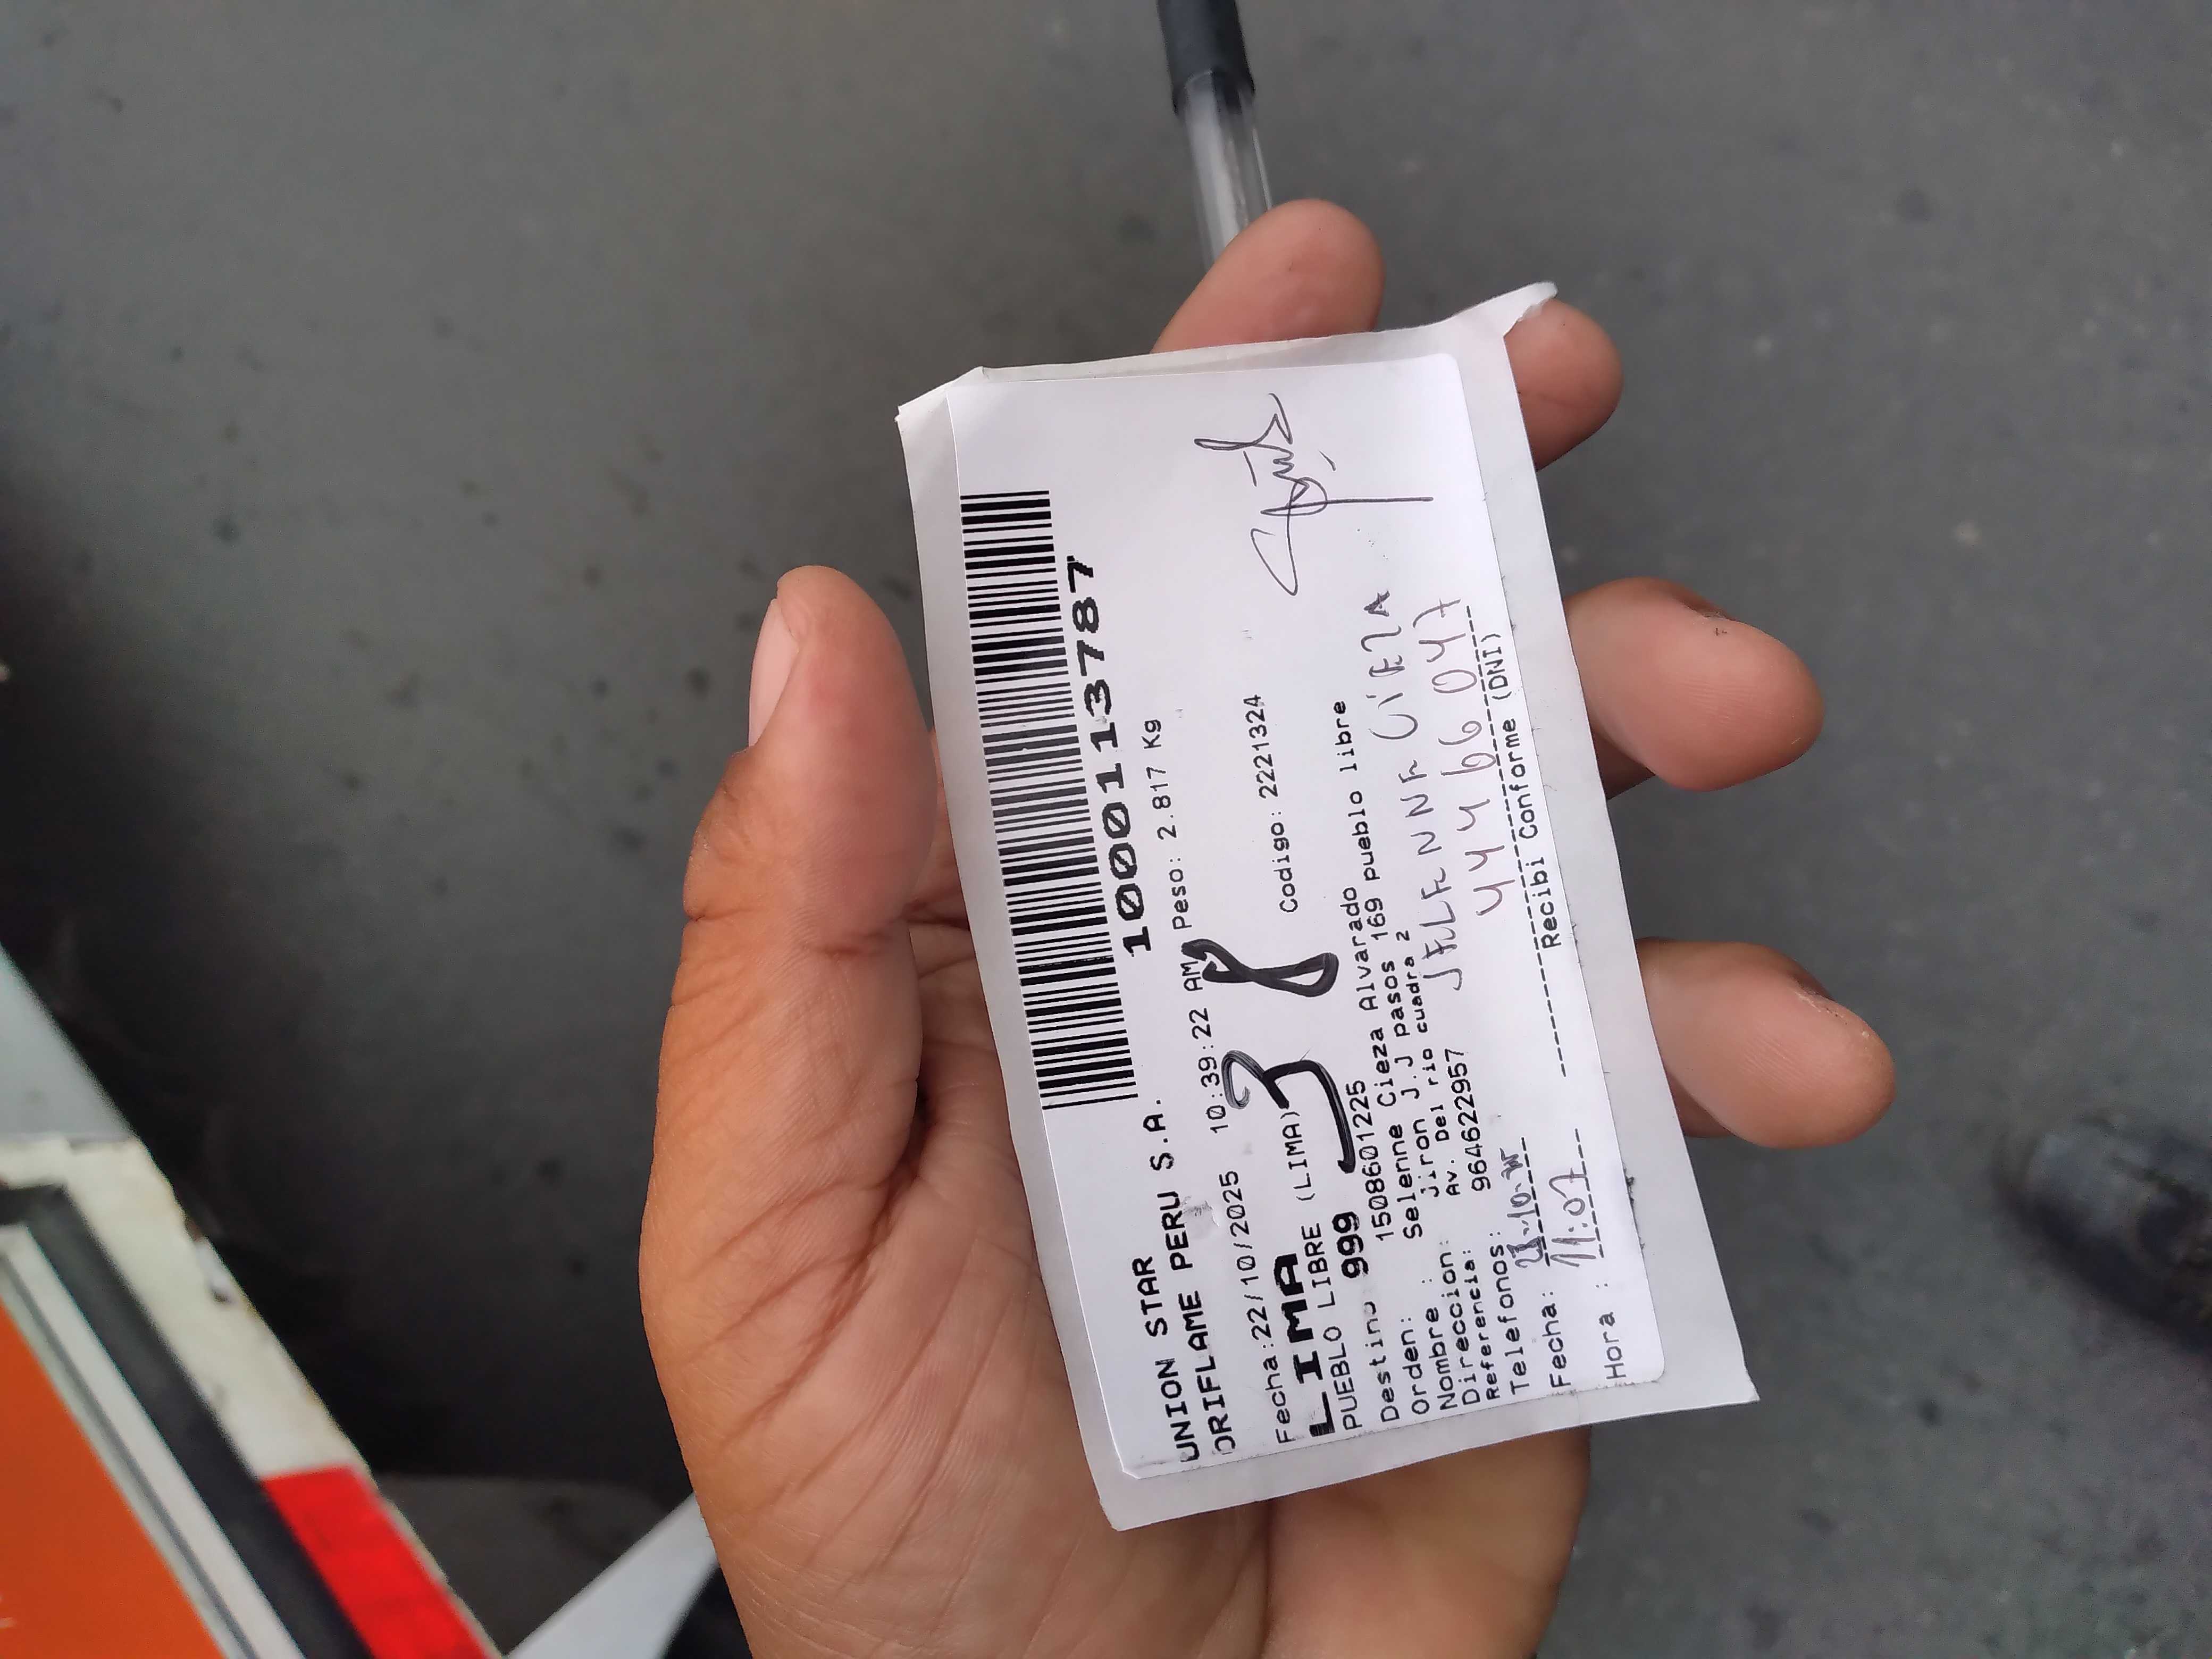 1000113787
UNION STAR
ORIFLAME PERU S.A.
Fecha:22/10/2025 10:39:22 AM Peso: 2.817 Kg
LIMA
PUEBLO LIBRE (LIMA)
38
Codigo: 2221324
Destino 999
Orden: 1508601225
Nombre : Selenne Cieza Alvarado
Direccion: Jiron J.J pasos 169 pueblo libre
Referencia: Av. Del rio cuadra 2
Telefonos: 964622957
SELENNE CIEZA
44466047
Fecha:
Hora : 11:07
Recibi Conforme (DNI)